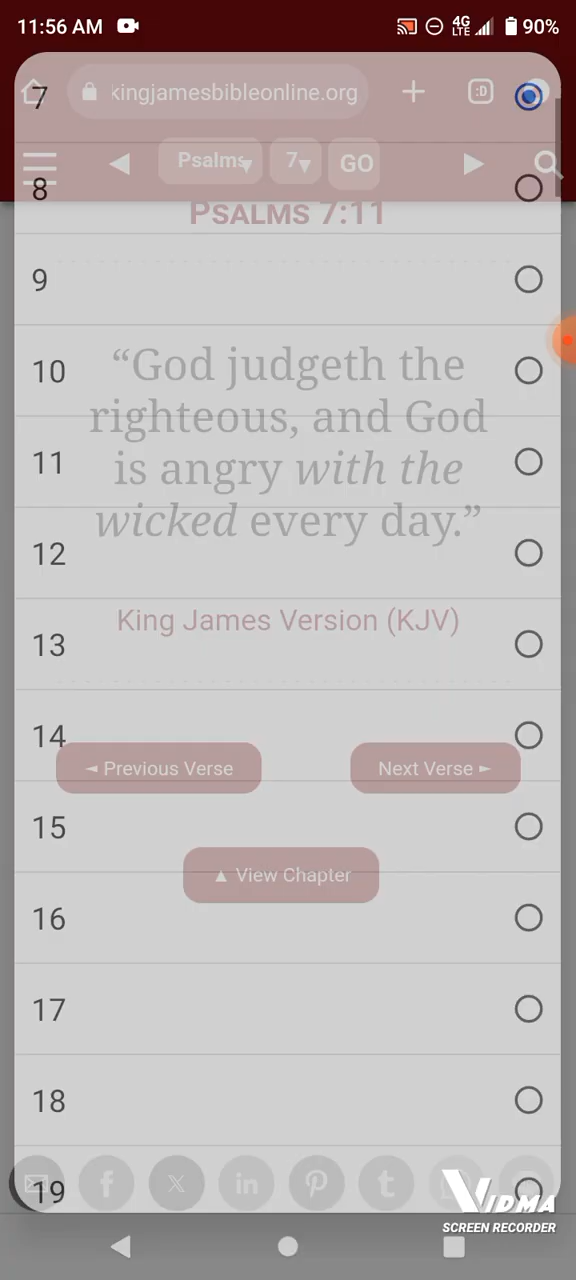 11:56 AM 4G LTE 90%
7 kingjamesbibleonline.org :D
Psalms 7 GO
8
PSALMS 7:11
9
10 “God judgeth the
righteous, and God
11 is angry with the
wicked every day.”
12
King James Version (KJV)
13
14
◄ Previous Verse Next Verse ►
15
▲ View Chapter
16
17
18
19 f X in t
VIDMA
SCREEN RECORDER